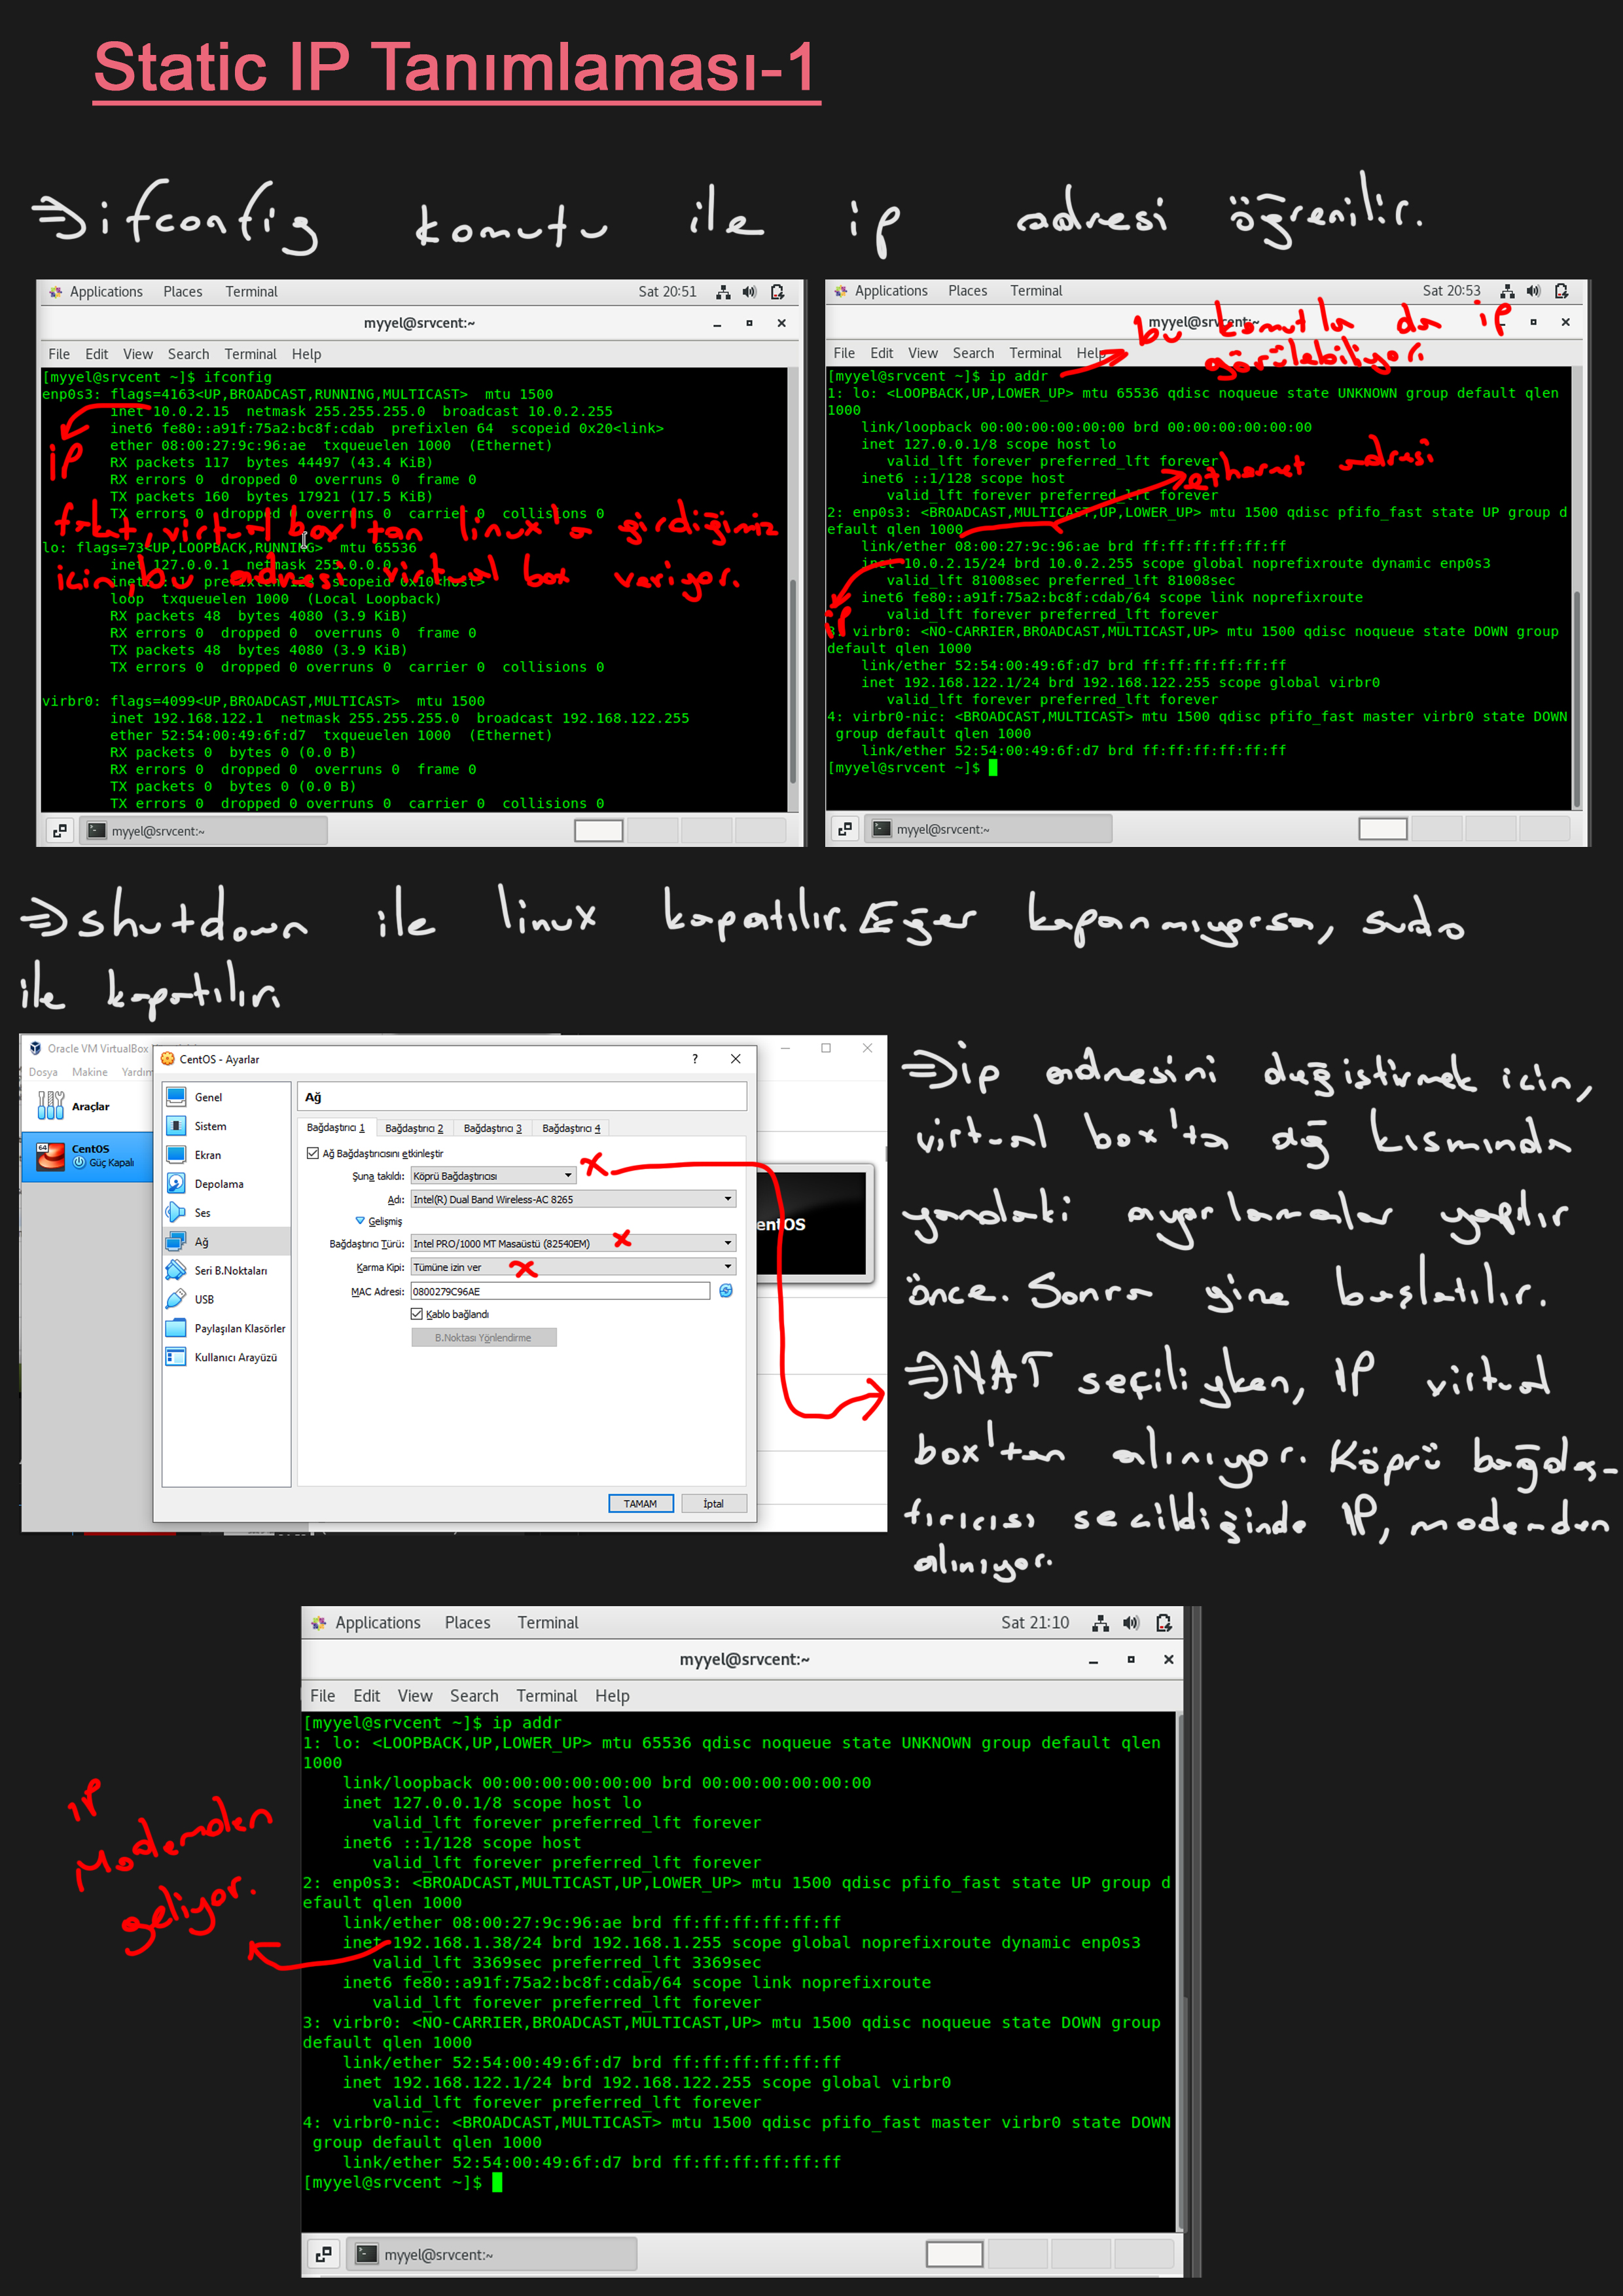 Static IP Tanımlaması-1
⇒ifconfig komutu ile ip adresi öğrenilir.
Applications Places Terminal Sat 20:51
myyel@srvcent:~
File Edit View Search Terminal Help
[myyel@srvcent ~]$ ifconfig
enp0s3: flags=4163<UP,BROADCAST,RUNNING,MULTICAST> mtu 1500
inet 10.0.2.15 netmask 255.255.255.0 broadcast 10.0.2.255
inet6 fe80::a91f:75a2:bc8f:cdab prefixlen 64 scopeid 0x20<link>
ether 08:00:27:9c:96:ae txqueuelen 1000 (Ethernet)
ip
RX packets 117 bytes 44497 (43.4 KiB)
RX errors 0 dropped 0 overruns 0 frame 0
TX packets 160 bytes 17921 (17.5 KiB)
TX errors 0 dropped 0 overruns 0 carrier 0 collisions 0
fakat, virtual box'tan linux'a girdiğimiz
lo: flags=73<UP,LOOPBACK,RUNNING> mtu 65536
inet 127.0.0.1 netmask 255.0.0.0
icin, bu adresi virtual box veriyor.
prefixlen 128 scopeid 0x10<host>
loop txqueuelen 1000 (Local Loopback)
RX packets 48 bytes 4080 (3.9 KiB)
RX errors 0 dropped 0 overruns 0 frame 0
TX packets 48 bytes 4080 (3.9 KiB)
TX errors 0 dropped 0 overruns 0 carrier 0 collisions 0
virbr0: flags=4099<UP,BROADCAST,MULTICAST> mtu 1500
inet 192.168.122.1 netmask 255.255.255.0 broadcast 192.168.122.255
ether 52:54:00:49:6f:d7 txqueuelen 1000 (Ethernet)
RX packets 0 bytes 0 (0.0 B)
RX errors 0 dropped 0 overruns 0 frame 0
TX packets 0 bytes 0 (0.0 B)
TX errors 0 dropped 0 overruns 0 carrier 0 collisions 0
myyel@srvcent:~
Applications Places Terminal Sat 20:53
myyel@srvcent:~
bu komutla da ip
görülebiliyor.
File Edit View Search Terminal Help
[myyel@srvcent ~]$ ip addr
1: lo: <LOOPBACK,UP,LOWER_UP> mtu 65536 qdisc noqueue state UNKNOWN group default qlen
1000
link/loopback 00:00:00:00:00:00 brd 00:00:00:00:00:00
inet 127.0.0.1/8 scope host lo
valid_lft forever preferred_lft forever
ethernet adresi
inet6 ::1/128 scope host
valid_lft forever preferred_lft forever
2: enp0s3: <BROADCAST,MULTICAST,UP,LOWER_UP> mtu 1500 qdisc pfifo_fast state UP group d
efault qlen 1000
link/ether 08:00:27:9c:96:ae brd ff:ff:ff:ff:ff:ff
inet 10.0.2.15/24 brd 10.0.2.255 scope global noprefixroute dynamic enp0s3
valid_lft 81008sec preferred_lft 81008sec
inet6 fe80::a91f:75a2:bc8f:cdab/64 scope link noprefixroute
valid_lft forever preferred_lft forever
ip
3: virbr0: <NO-CARRIER,BROADCAST,MULTICAST,UP> mtu 1500 qdisc noqueue state DOWN group
default qlen 1000
link/ether 52:54:00:49:6f:d7 brd ff:ff:ff:ff:ff:ff
inet 192.168.122.1/24 brd 192.168.122.255 scope global virbr0
valid_lft forever preferred_lft forever
4: virbr0-nic: <BROADCAST,MULTICAST> mtu 1500 qdisc pfifo_fast master virbr0 state DOWN
group default qlen 1000
link/ether 52:54:00:49:6f:d7 brd ff:ff:ff:ff:ff:ff
[myyel@srvcent ~]$
myyel@srvcent:~
⇒shutdown ile linux kapatılır. Eğer kapanmıyorsa, sudo
ile kapatılır.
Oracle VM VirtualBox
Dosya Makine Yardım
Araçlar
64 CentOS
Güç Kapalı
CentOS - Ayarlar
Genel
Sistem
Ekran
Depolama
Ses
Ağ
Seri B.Noktaları
USB
Paylaşılan Klasörler
Kullanıcı Arayüzü
Ağ
Bağdaştırıcı 1 Bağdaştırıcı 2 Bağdaştırıcı 3 Bağdaştırıcı 4
Ağ Bağdaştırıcısını etkinleştir
Şuna takıldı: Köprü Bağdaştırıcısı
Adı: Intel(R) Dual Band Wireless-AC 8265
Gelişmiş
Bağdaştırıcı Türü: Intel PRO/1000 MT Masaüstü (82540EM)
Karma Kipi: Tümüne izin ver
MAC Adresi: 0800279C96AE
Kablo bağlandı
B.Noktası Yönlendirme
TAMAM İptal
entOS
⇒ip adresini değiştirmek icin,
virtual box'ta ağ kısmında
yandaki ayarlamalar yapılır
önce. Sonra yine başlatılır.
⇒NAT seçiliyken, IP virtual
box'tan alınıyor. Köprü bağdaş-
tırıcısı secildiğinde IP, modemden
alınıyor.
Applications Places Terminal Sat 21:10
myyel@srvcent:~
File Edit View Search Terminal Help
[myyel@srvcent ~]$ ip addr
1: lo: <LOOPBACK,UP,LOWER_UP> mtu 65536 qdisc noqueue state UNKNOWN group default qlen
1000
link/loopback 00:00:00:00:00:00 brd 00:00:00:00:00:00
inet 127.0.0.1/8 scope host lo
valid_lft forever preferred_lft forever
inet6 ::1/128 scope host
valid_lft forever preferred_lft forever
2: enp0s3: <BROADCAST,MULTICAST,UP,LOWER_UP> mtu 1500 qdisc pfifo_fast state UP group d
efault qlen 1000
link/ether 08:00:27:9c:96:ae brd ff:ff:ff:ff:ff:ff
inet 192.168.1.38/24 brd 192.168.1.255 scope global noprefixroute dynamic enp0s3
valid_lft 3369sec preferred_lft 3369sec
inet6 fe80::a91f:75a2:bc8f:cdab/64 scope link noprefixroute
valid_lft forever preferred_lft forever
3: virbr0: <NO-CARRIER,BROADCAST,MULTICAST,UP> mtu 1500 qdisc noqueue state DOWN group
default qlen 1000
link/ether 52:54:00:49:6f:d7 brd ff:ff:ff:ff:ff:ff
inet 192.168.122.1/24 brd 192.168.122.255 scope global virbr0
valid_lft forever preferred_lft forever
4: virbr0-nic: <BROADCAST,MULTICAST> mtu 1500 qdisc pfifo_fast master virbr0 state DOWN
group default qlen 1000
link/ether 52:54:00:49:6f:d7 brd ff:ff:ff:ff:ff:ff
[myyel@srvcent ~]$
myyel@srvcent:~
ip
Modemden
geliyor.